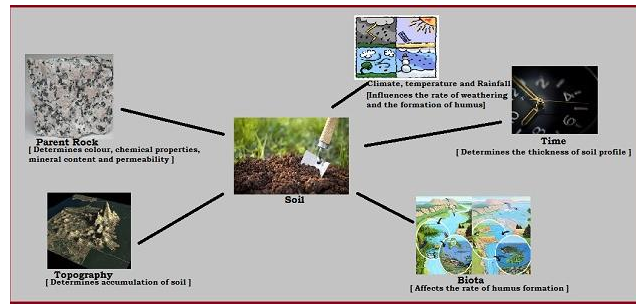 Climate, temperature and Rainfall
[Influences the rate of weathering
and the formation of humus]
Parent Rock
[ Determines colour, chemical properties,
mineral content and permeability ]
Time
[ Determines the thickness of soil profile ]
Soil
Topography
[ Determines accumulation of soil ]
Biota
[ Affects the rate of humus formation ]